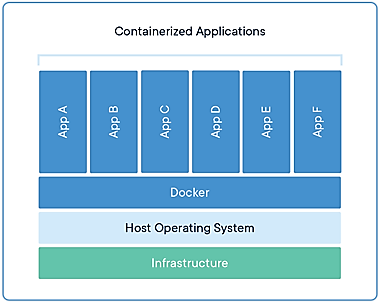 Containerized Applications
App A
App B
App C
App D
App E
App F
Docker
Host Operating System
Infrastructure